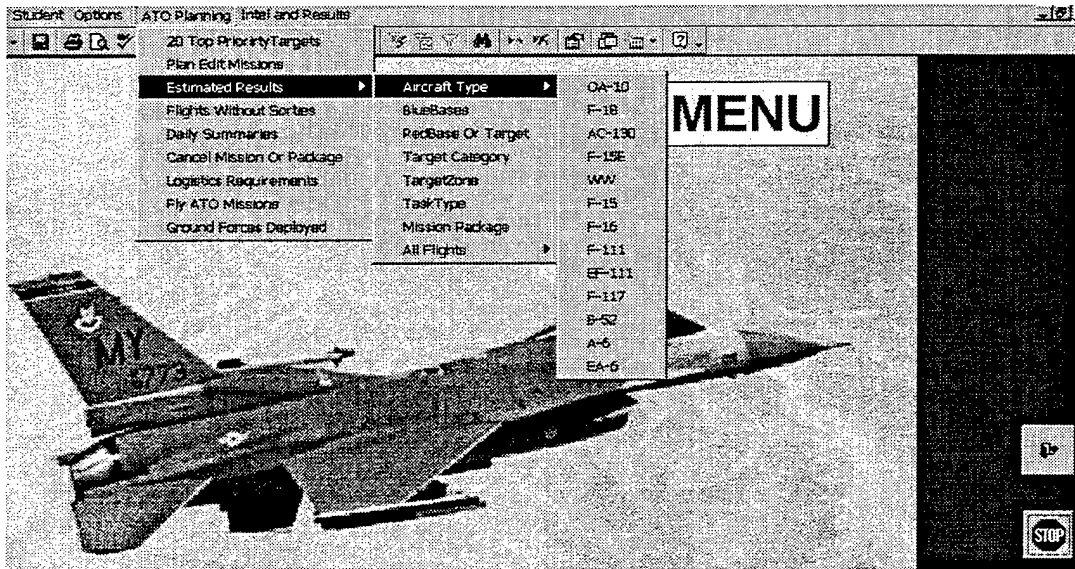 Student Options ATO Planning Intel and Results
20 Top PriorirtyTargets
Plan Edit Missions
Estimated Results
Flights Without Sorties
Daily Summaries
Cancel Mission Or Package
Logistics Requirements
Fly ATO Missions
Ground Forces Deployed
Aircraft Type
BlueBases
RedBase Or Target
Target Category
TargetZone
TaskType
Mission Package
All Flights
OA-10
F-18
AC-130
F-15E
WW
F-15
F-16
F-111
EF-111
F-117
B-52
A-6
EA-6
MENU
MY
773
STOP